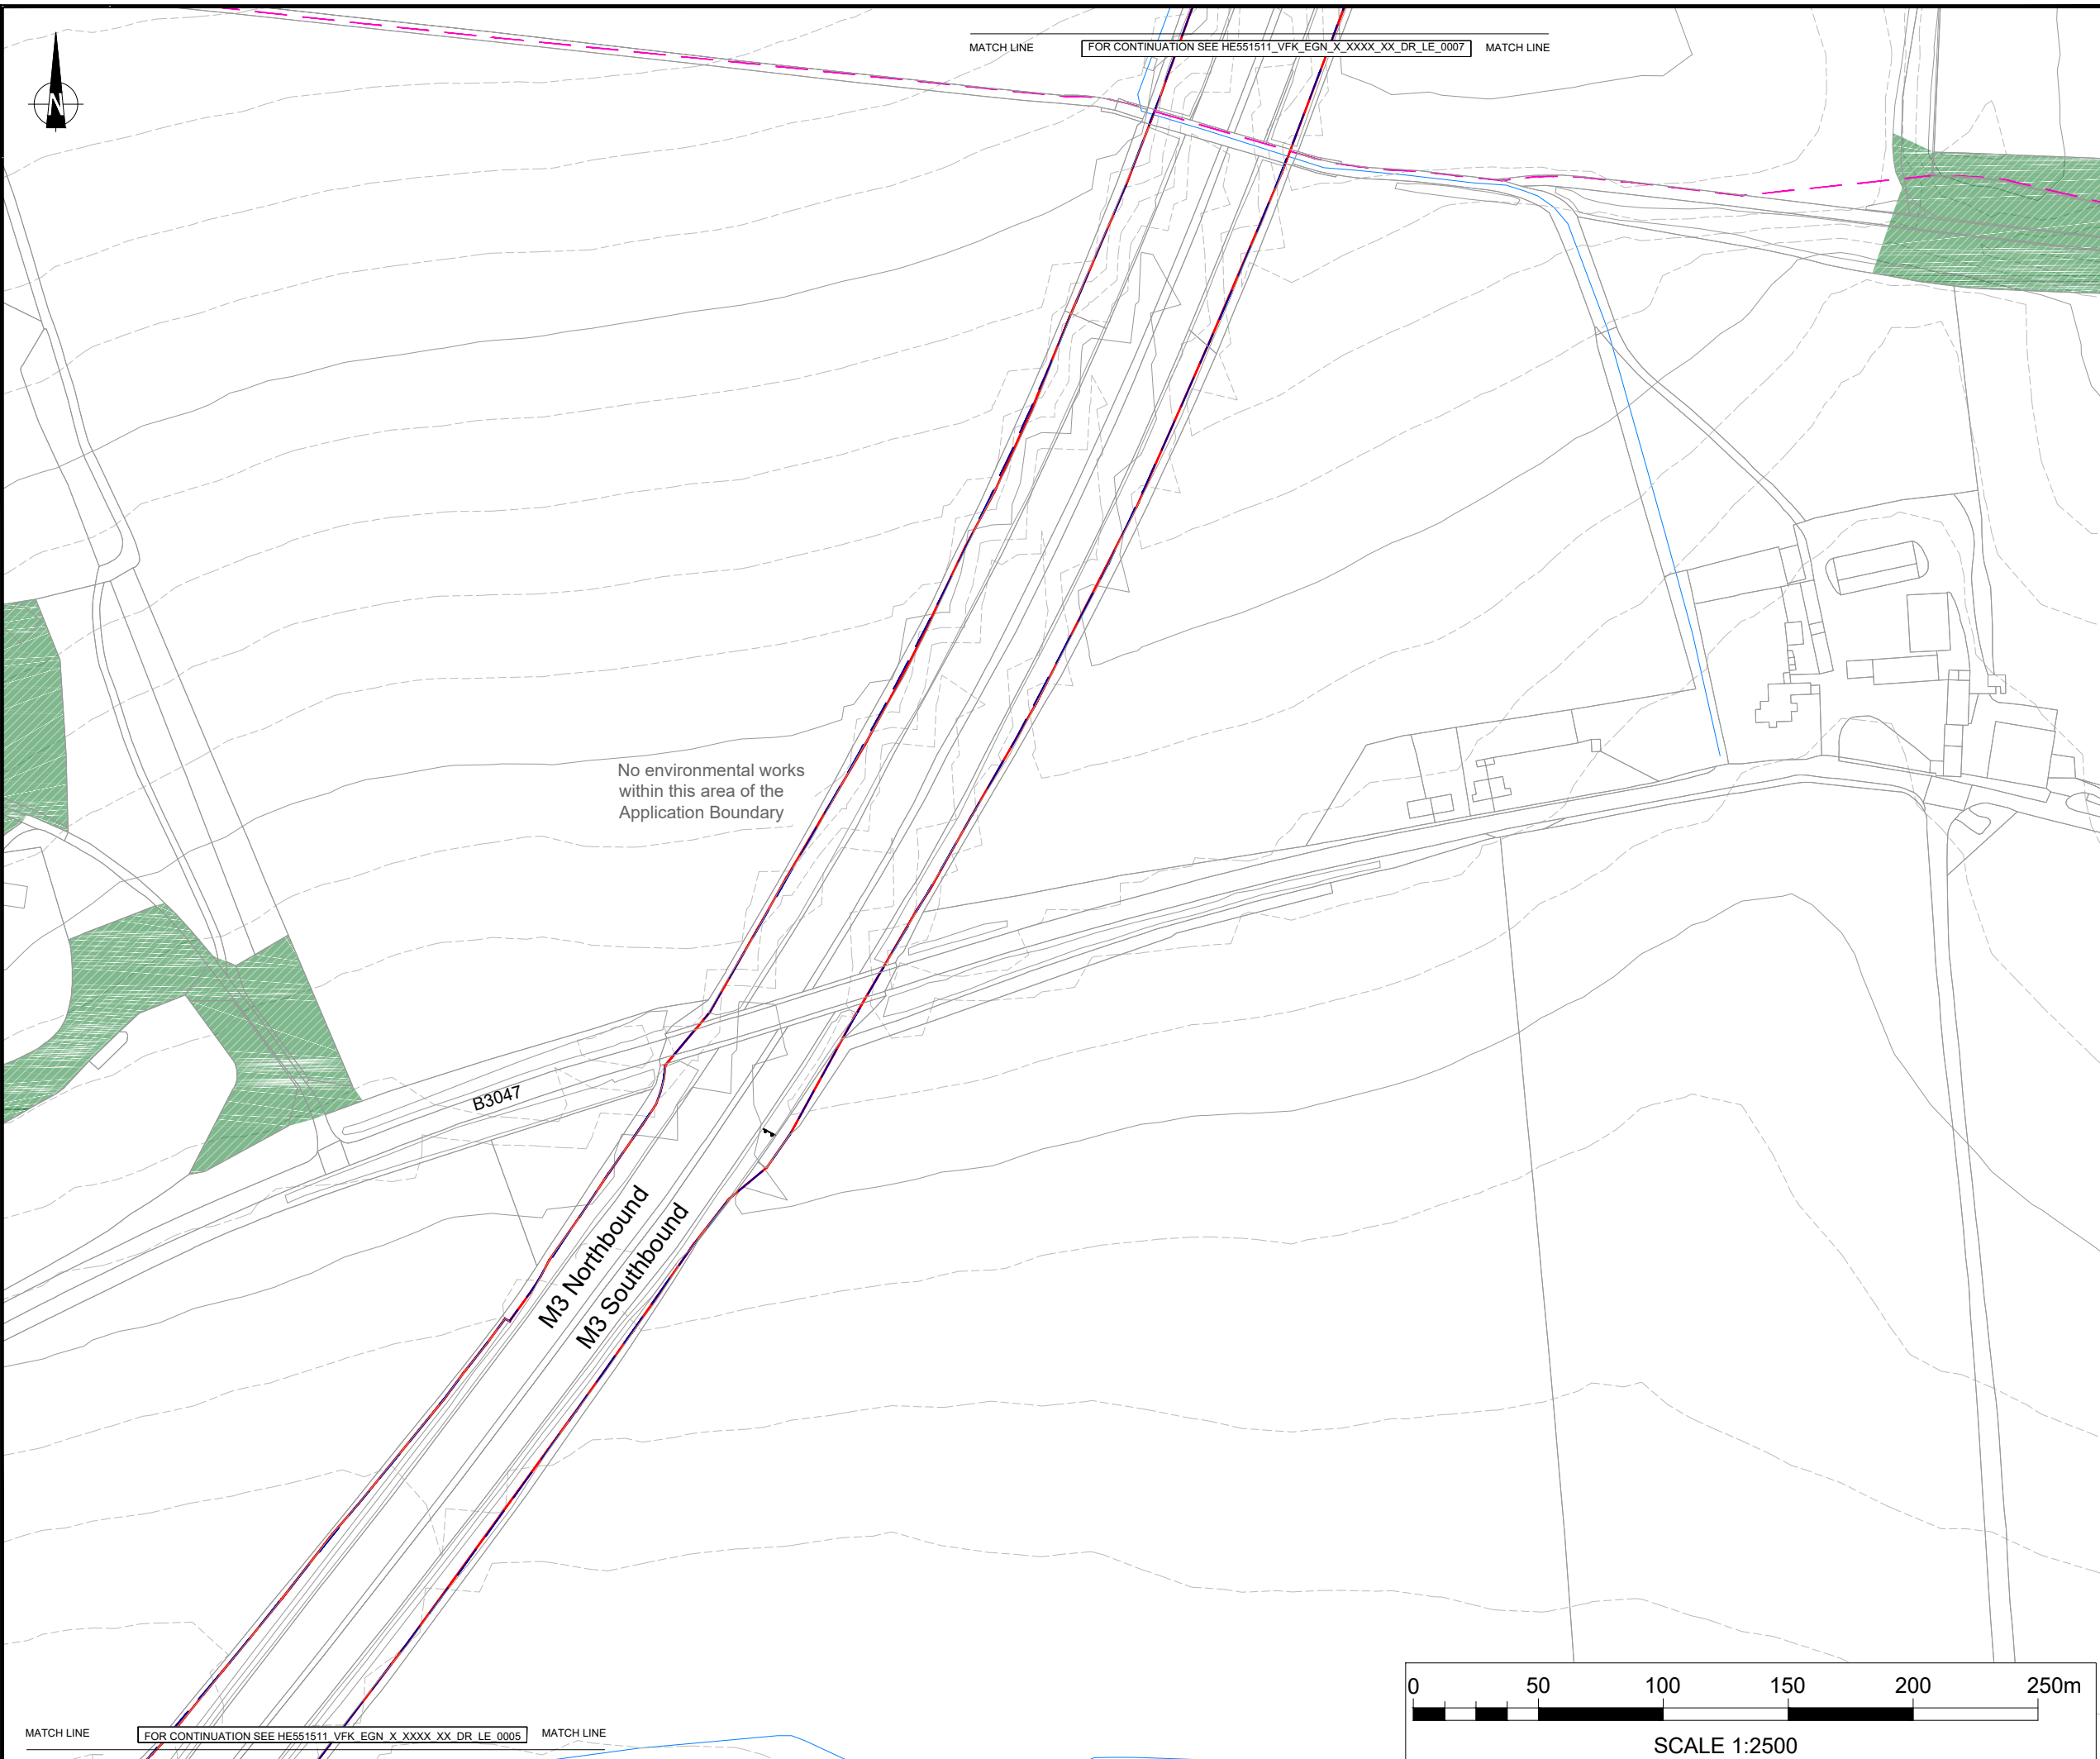 MATCH LINE
FOR CONTINUATION SEE HE551511_VFK_EGN_X_XXXX_XX_DR_LE_0007
MATCH LINE
N
No environmental works
within this area of the
Application Boundary
B3047
M3 Northbound
M3 Southbound
MATCH LINE
FOR CONTINUATION SEE HE551511_VFK_EGN_X_XXXX_XX_DR_LE_0005
MATCH LINE
0 50 100 150 200 250m
SCALE 1:2500